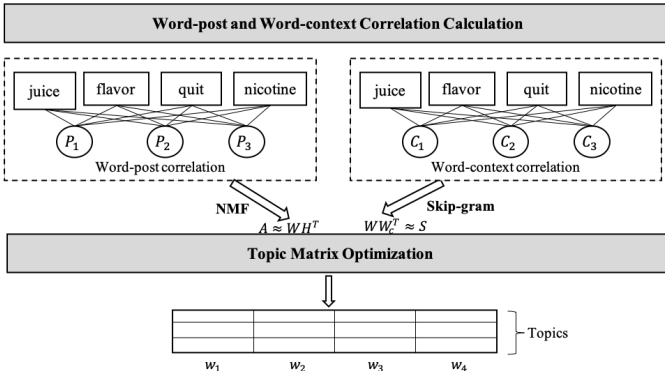 Word-post and Word-context Correlation Calculation
juice flavor quit nicotine
juice flavor quit nicotine
P₁ P₂ P₃
C₁ C₂ C₃
Word-post correlation
Word-context correlation
NMF
Skip-gram
A ≈ WHᵀ
WW_c^T ≈ S
Topic Matrix Optimization
Topics
w₁ w₂ w₃ w₄